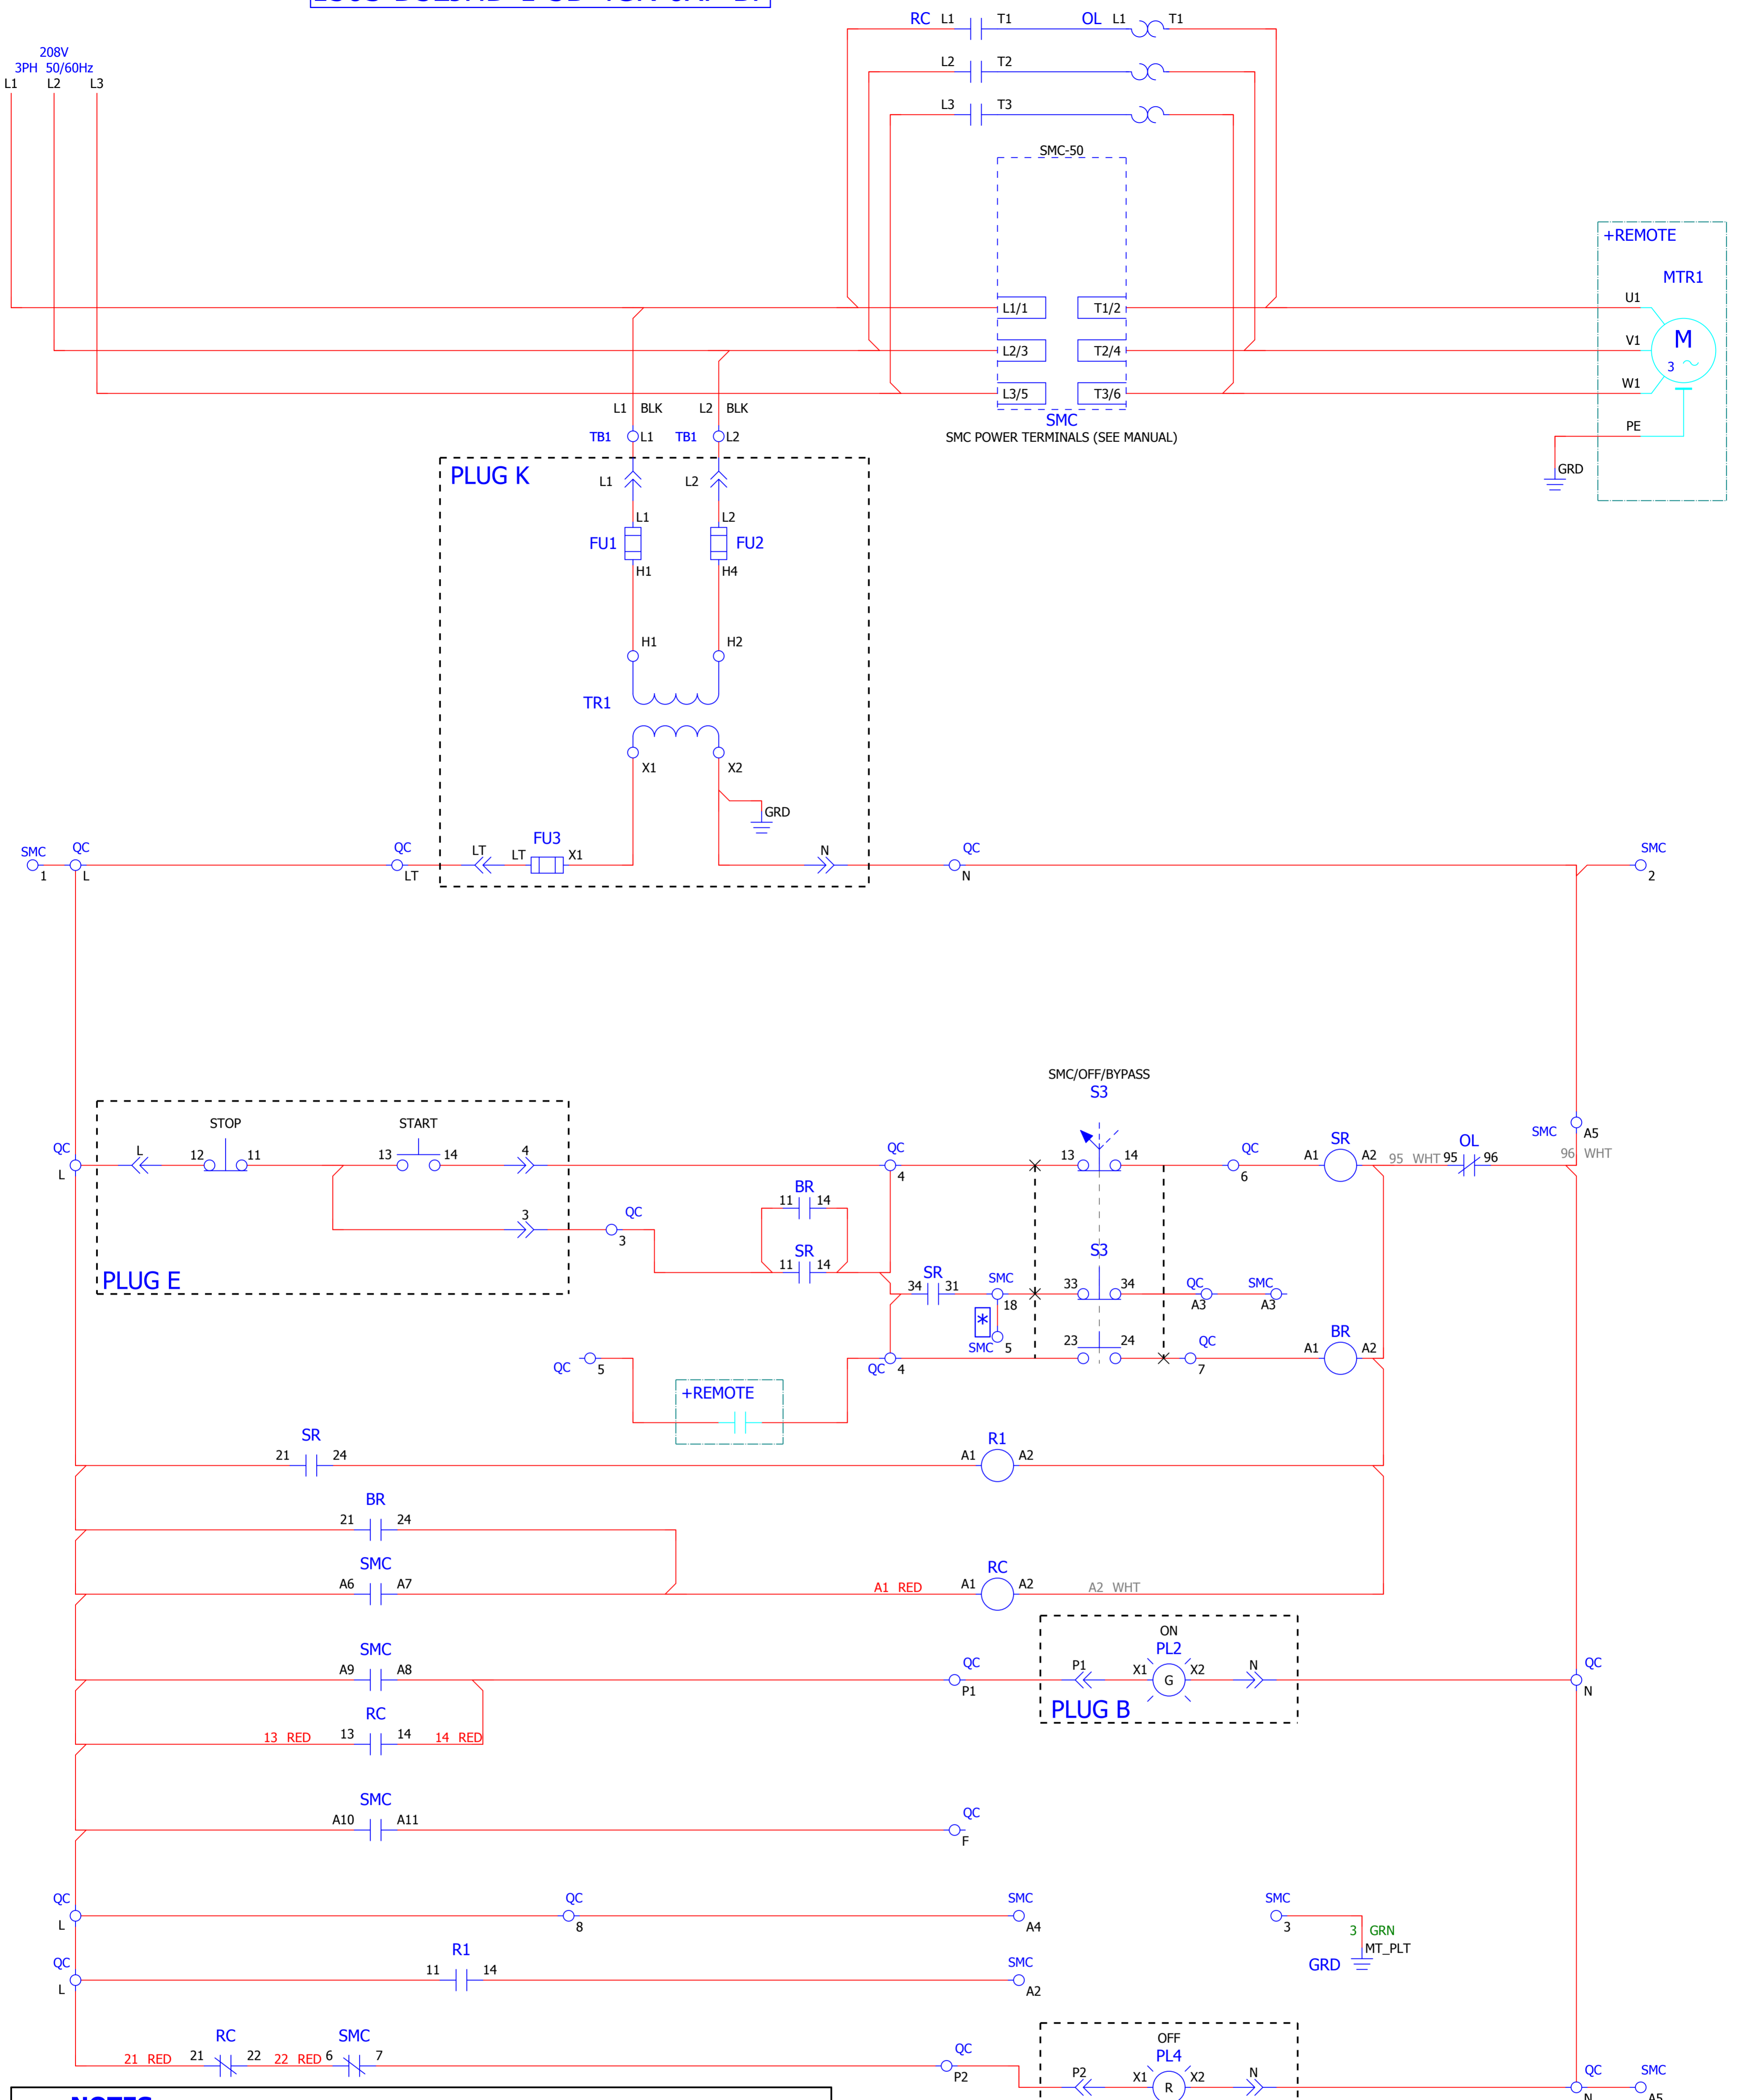 RC L1 T1 OL L1 T1
208V
3PH 50/60Hz
L1 L2 L3
L2 T2
L3 T3
SMC-50
+REMOTE
MTR1
L1/1 T1/2 U1
L2/3 T2/4 V1 M
3
L3/5 T3/6 W1
L1 BLK L2 BLK
SMC
PE
TB1 L1 TB1 L2
SMC POWER TERMINALS (SEE MANUAL)
GRD
PLUG K
L1 L2
L1 L2
FU1 FU2
H1 H4
H1 H2
TR1
X1 X2
GRD
FU3
SMC QC QC LT LT X1 N QC SMC
1 L LT N 2
SMC/OFF/BYPASS
S3
STOP START
SMC A5
QC L 12 11 13 14 4 QC 13 14 QC SR OL
A1 A2 95 WHT 95 96 96 WHT
L 4 6
BR
11 14
3 QC
3
SR
11 14
S3
PLUG E
SR
34 31 SMC 33 34 QC SMC
18 A3 A3
*
SMC 5 23 24 QC BR
A1 A2
QC 5 QC 4 7
+REMOTE
SR R1
21 24 A1 A2
BR
21 24
SMC RC
A6 A7 A1 RED A1 A2 A2 WHT
ON
SMC PL2
A9 A8 QC P1 X1 G X2 N QC
P1 PLUG B N
RC
13 RED 13 14 14 RED
SMC
A10 A11 QC
F
QC QC SMC SMC
L 8 A4 3
3 GRN
MT_PLT
GRD
R1
QC 11 14 SMC
L A2
OFF
RC SMC PL4
21 RED 21 22 22 RED 6 7 QC
P2 P2 X1 R X2 N QC SMC
N A5